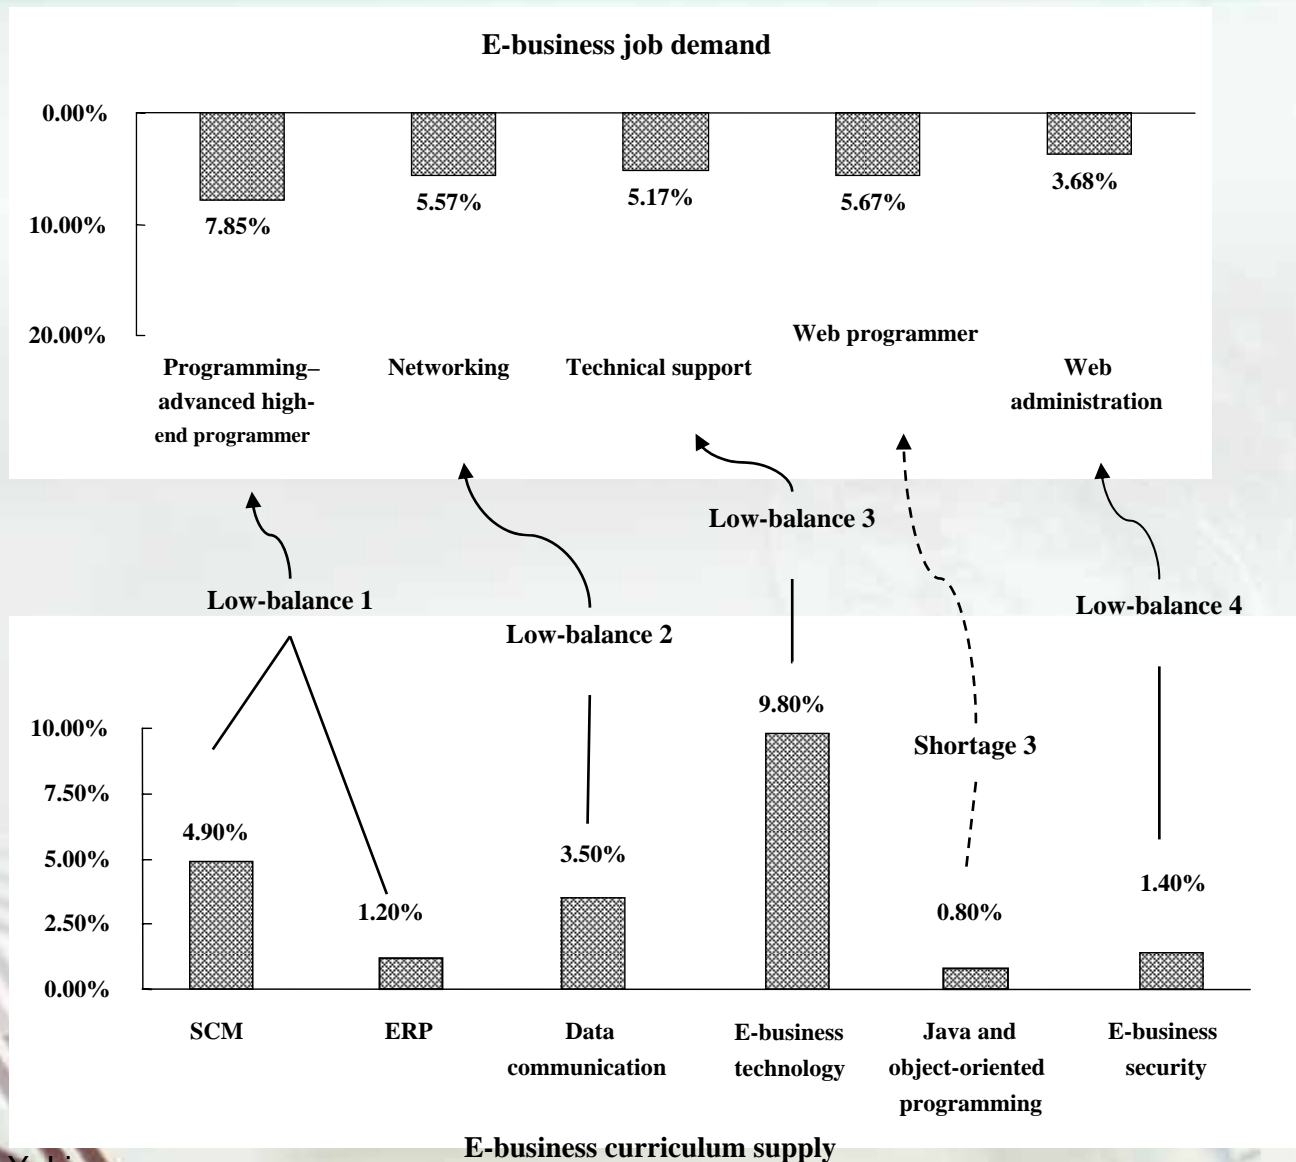 E-business job demand
0.00%
10.00%
20.00%
7.85%
5.57%
5.17%
5.67%
3.68%
Programming–
advanced high-
end programmer
Networking
Technical support
Web programmer
Web
administration
Low-balance 1
Low-balance 2
Low-balance 3
Shortage 3
Low-balance 4
10.00%
7.50%
5.00%
2.50%
0.00%
4.90%
1.20%
3.50%
9.80%
0.80%
1.40%
SCM
ERP
Data
communication
E-business
technology
Java and
object-oriented
programming
E-business
security
E-business curriculum supply